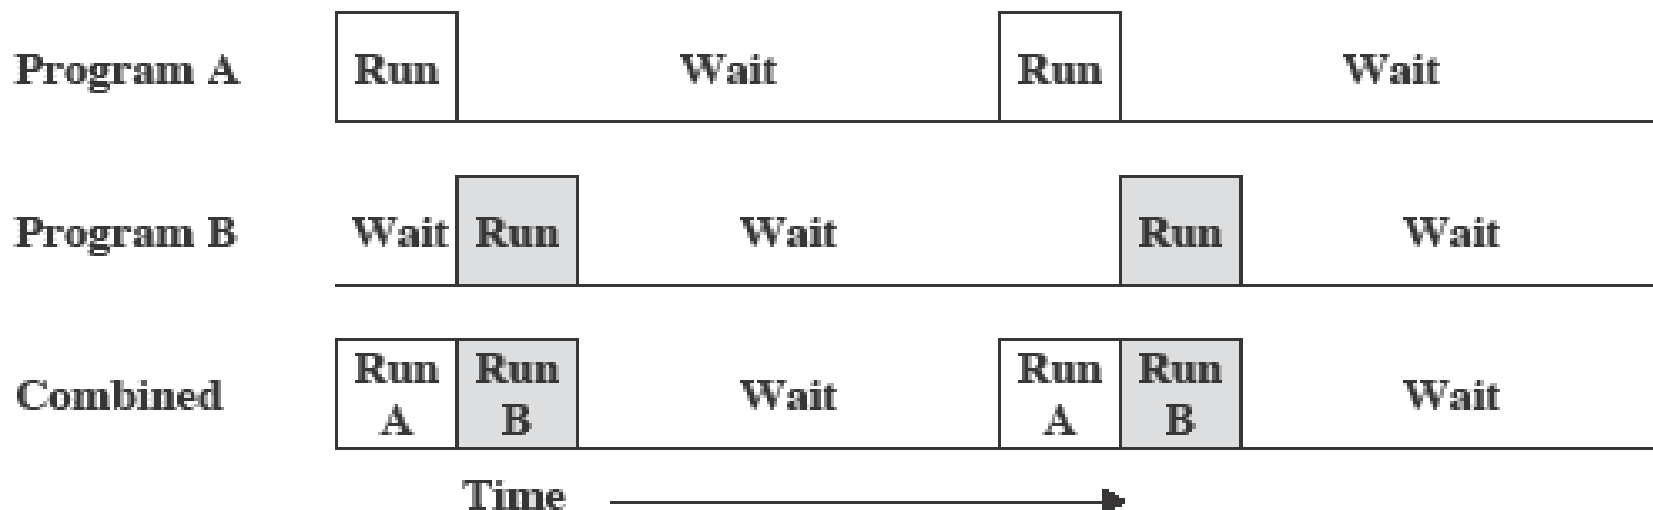 Program A Run Wait Run Wait
Program B Wait Run Wait Run Wait
Combined Run A Run B Wait Run A Run B Wait
Time